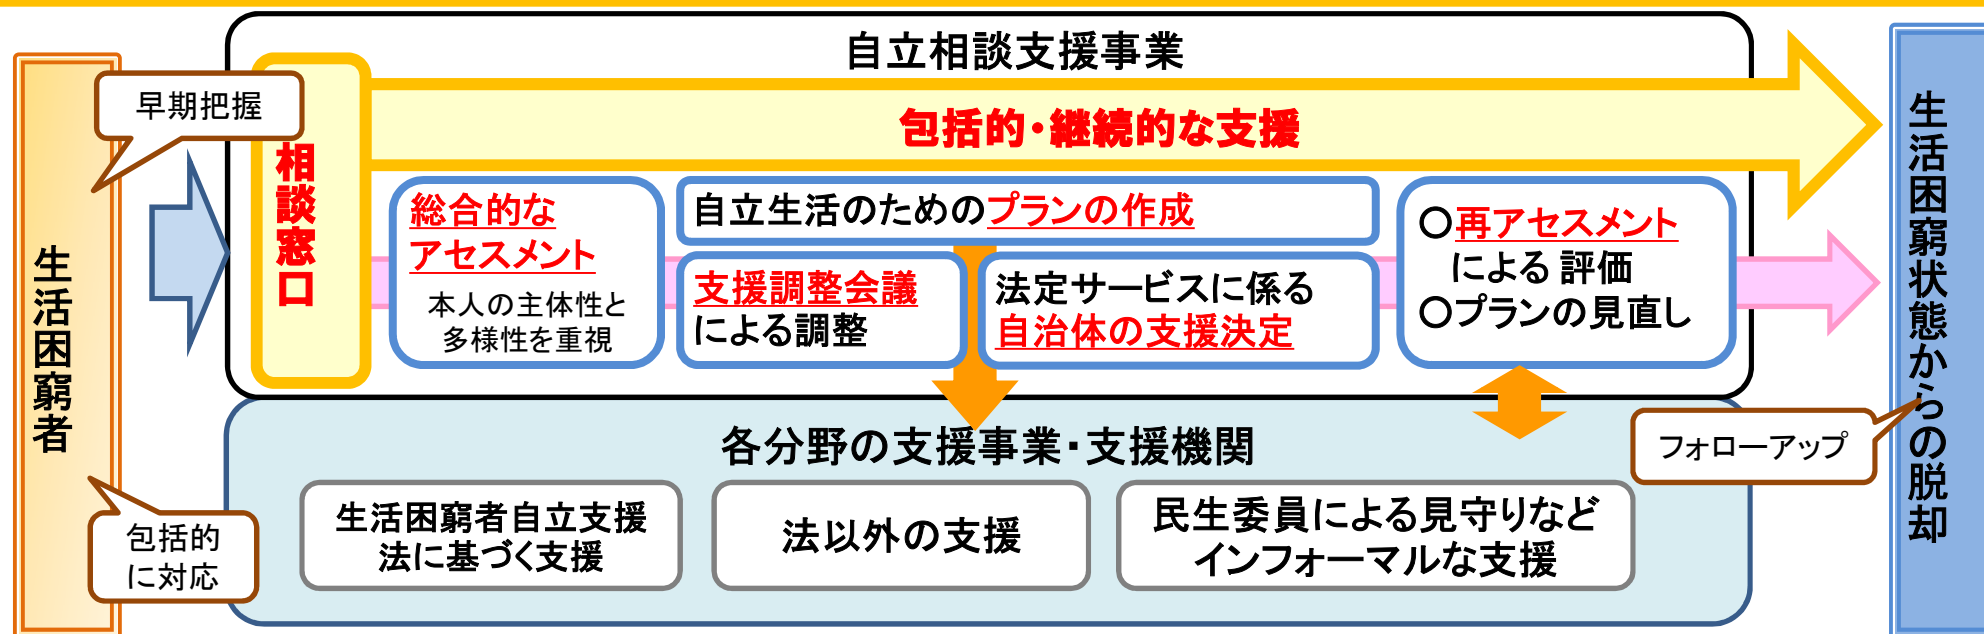 自立相談支援事業
早期把握
包括的・継続的な支援
生活困窮者
相談窓口
総合的な
アセスメント
本人の主体性と
多様性を重視
自立生活のためのプランの作成
支援調整会議
による調整
法定サービスに係る
自治体の支援決定
○再アセスメント
による 評価
○プランの見直し
生活困窮状態からの脱却
フォローアップ
各分野の支援事業・支援機関
包括的
に対応
生活困窮者自立支援
法に基づく支援
法以外の支援
民生委員による見守りなど
インフォーマルな支援